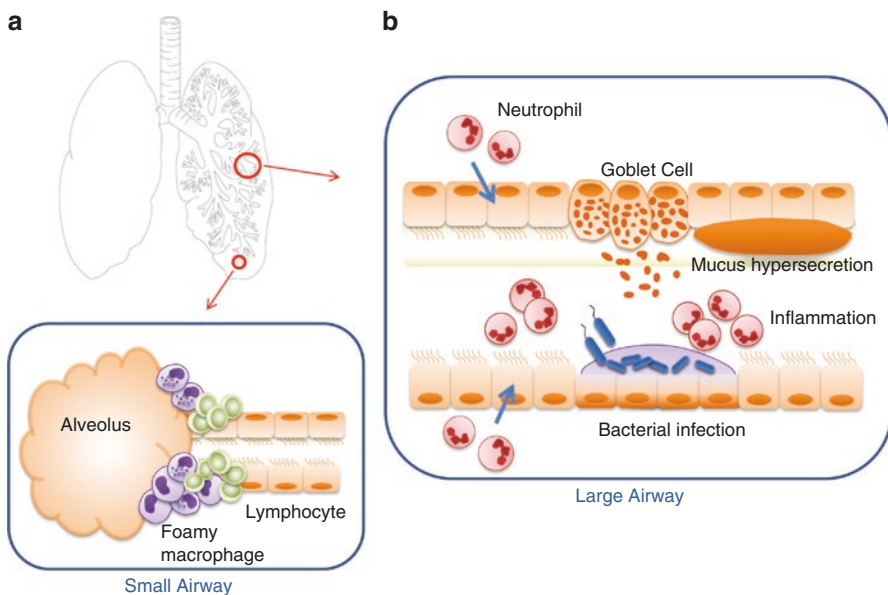 a
Alveolus
Lymphocyte
Foamy
macrophage
Small Airway
b
Neutrophil
Goblet Cell
Mucus hypersecretion
Inflammation
Bacterial infection
Large Airway